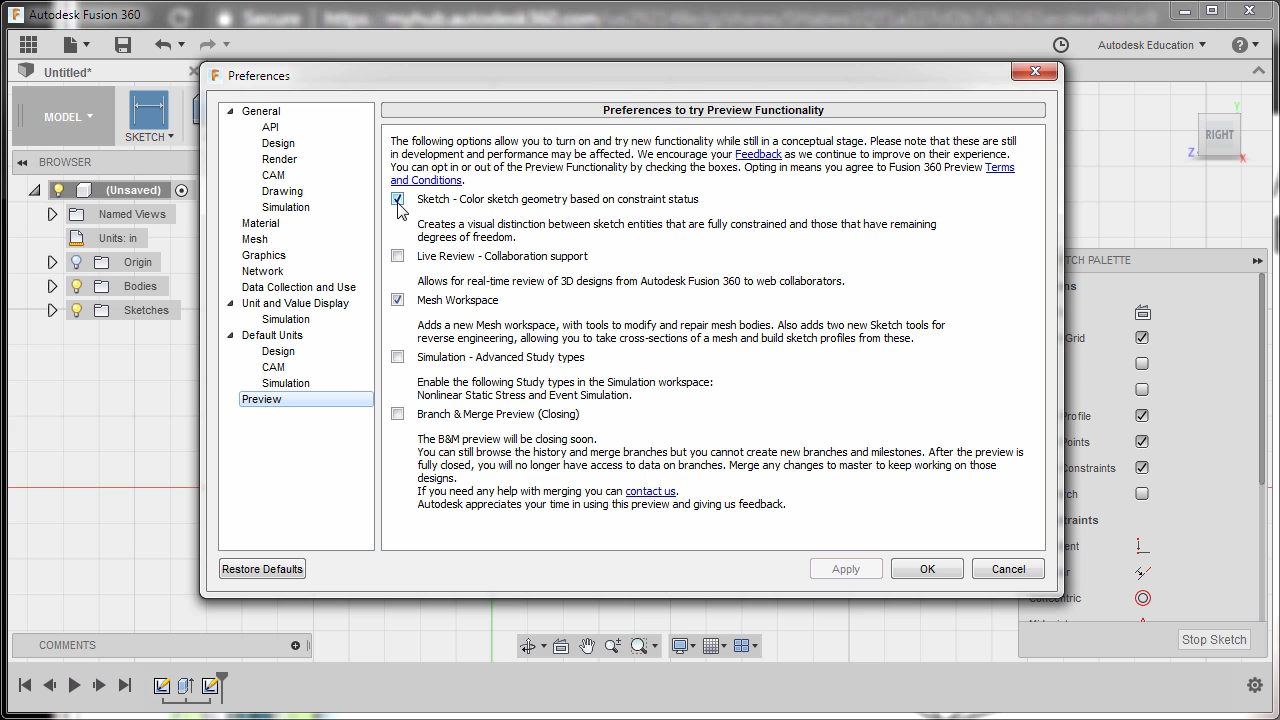 Autodesk Fusion 360
Autodesk Education
Untitled*
MODEL
SKETCH
BROWSER
(Unsaved)
Named Views
Units: in
Origin
Bodies
Sketches
Preferences
General
API
Design
Render
CAM
Drawing
Simulation
Material
Mesh
Graphics
Network
Data Collection and Use
Unit and Value Display
Simulation
Default Units
Design
CAM
Simulation
Preview
Restore Defaults
Preferences to try Preview Functionality
The following options allow you to turn on and try new functionality while still in a conceptual stage. Please note that these are still
in development and performance may be affected. We encourage your Feedback as we continue to improve on their experience.
You can opt in or out of the Preview Functionality by checking the boxes. Opting in means you agree to Fusion 360 Preview Terms
and Conditions.
Sketch - Color sketch geometry based on constraint status
Creates a visual distinction between sketch entities that are fully constrained and those that have remaining
degrees of freedom.
Live Review - Collaboration support
Allows for real-time review of 3D designs from Autodesk Fusion 360 to web collaborators.
Mesh Workspace
Adds a new Mesh workspace, with tools to modify and repair mesh bodies. Also adds two new Sketch tools for
reverse engineering, allowing you to take cross-sections of a mesh and build sketch profiles from these.
Simulation - Advanced Study types
Enable the following Study types in the Simulation workspace:
Nonlinear Static Stress and Event Simulation.
Branch & Merge Preview (Closing)
The B&M preview will be closing soon.
You can still browse the history and merge branches but you cannot create new branches and milestones. After the preview is
fully closed, you will no longer have access to data on branches. Merge any changes to master to keep working on those
designs.
If you need any help with merging you can contact us.
Autodesk appreciates your time in using this preview and giving us feedback.
Apply
OK
Cancel
Y
RIGHT
Z
X
TCH PALETTE
ns
Grid
Profile
Points
Constraints
tch
traints
ent
ar
Concentric
Stop Sketch
COMMENTS